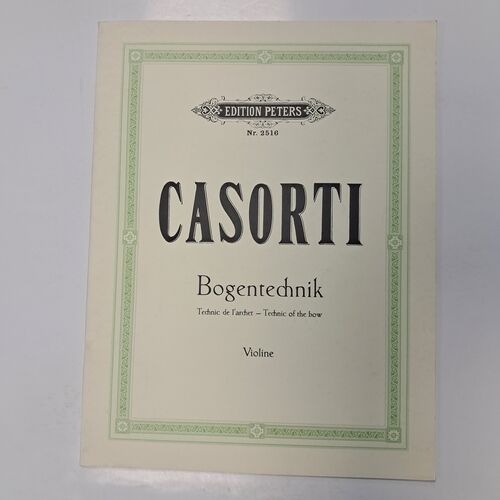 EDITION PETERS
Nr. 2516
CASORTI
Bogentechnik
Technic de l'archet – Technic of the bow
Violine